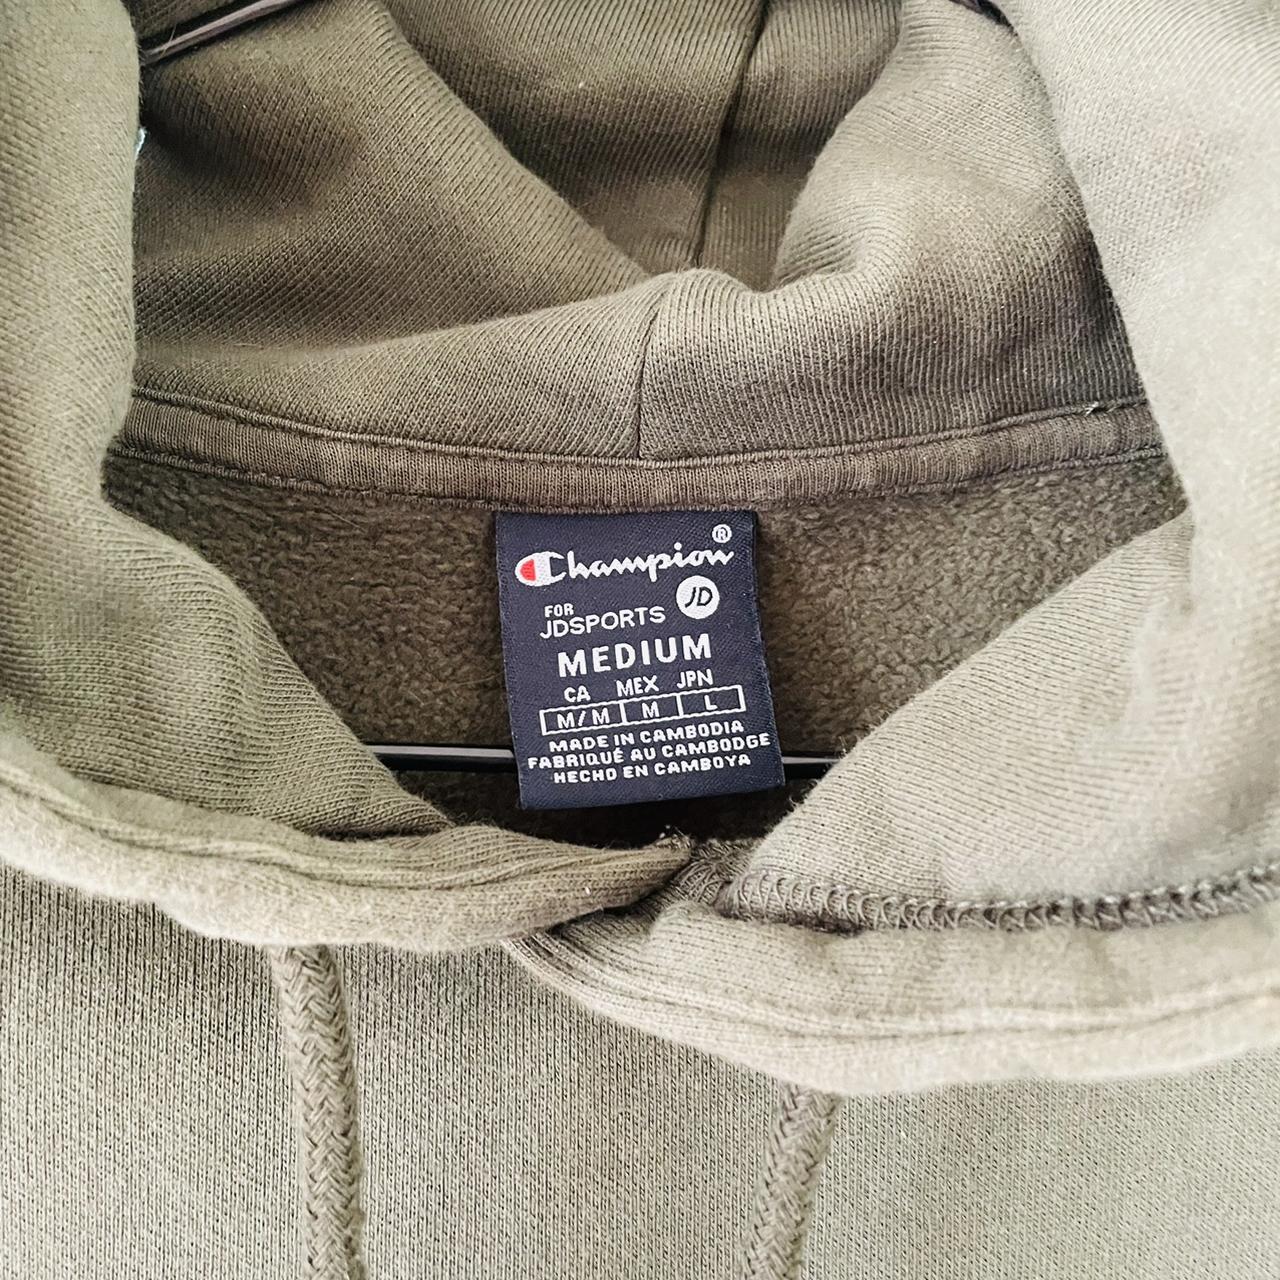 Champion®
FOR
JDSPORTS JD
MEDIUM
CA MEX JPN
M/M M L
MADE IN CAMBODIA
FABRIQUÉ AU CAMBODGE
HECHO EN CAMBOYA